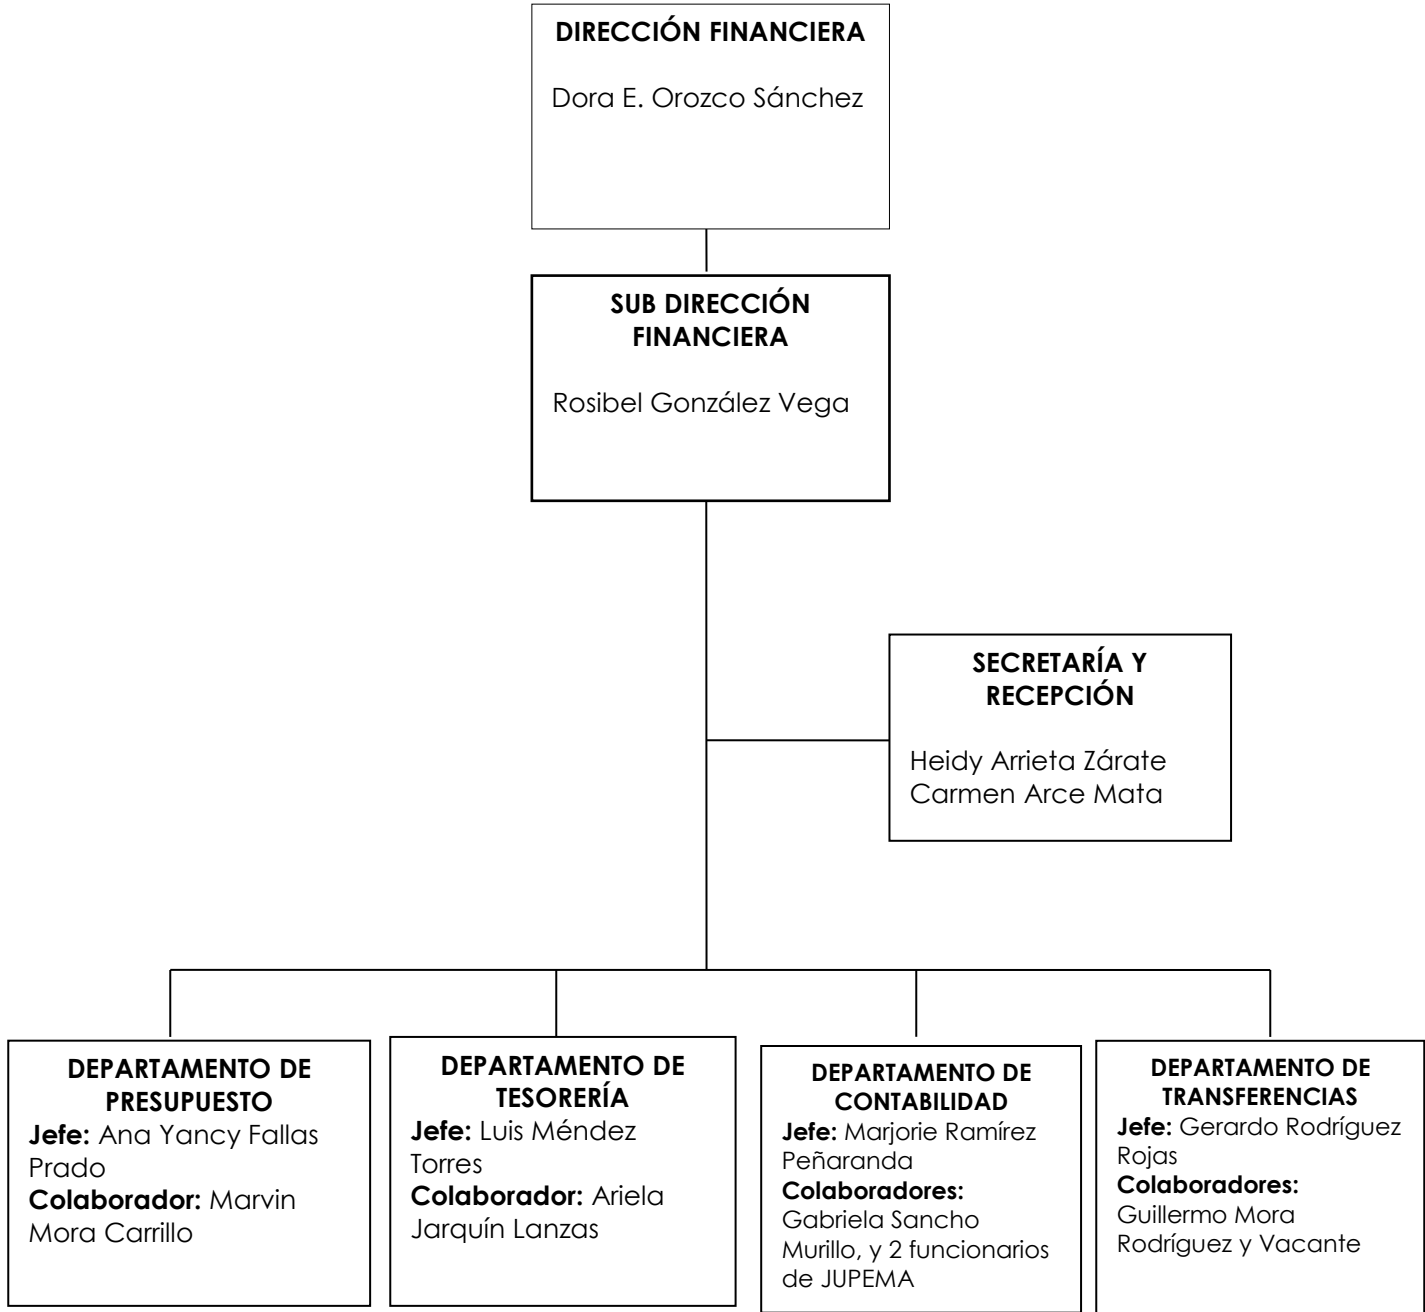 DIRECCIÓN FINANCIERA
Dora E. Orozco Sánchez
SUB DIRECCIÓN
FINANCIERA
Rosibel González Vega
SECRETARÍA Y
RECEPCIÓN
Heidy Arrieta Zárate
Carmen Arce Mata
DEPARTAMENTO DE
PRESUPUESTO
Jefe: Ana Yancy Fallas
Prado
Colaborador: Marvin
Mora Carrillo
DEPARTAMENTO DE
TESORERÍA
Jefe: Luis Méndez
Torres
Colaborador: Ariela
Jarquín Lanzas
DEPARTAMENTO DE
CONTABILIDAD
Jefe: Marjorie Ramírez
Peñaranda
Colaboradores:
Gabriela Sancho
Murillo, y 2 funcionarios
de JUPEMA
DEPARTAMENTO DE
TRANSFERENCIAS
Jefe: Gerardo Rodríguez
Rojas
Colaboradores:
Guillermo Mora
Rodríguez y Vacante